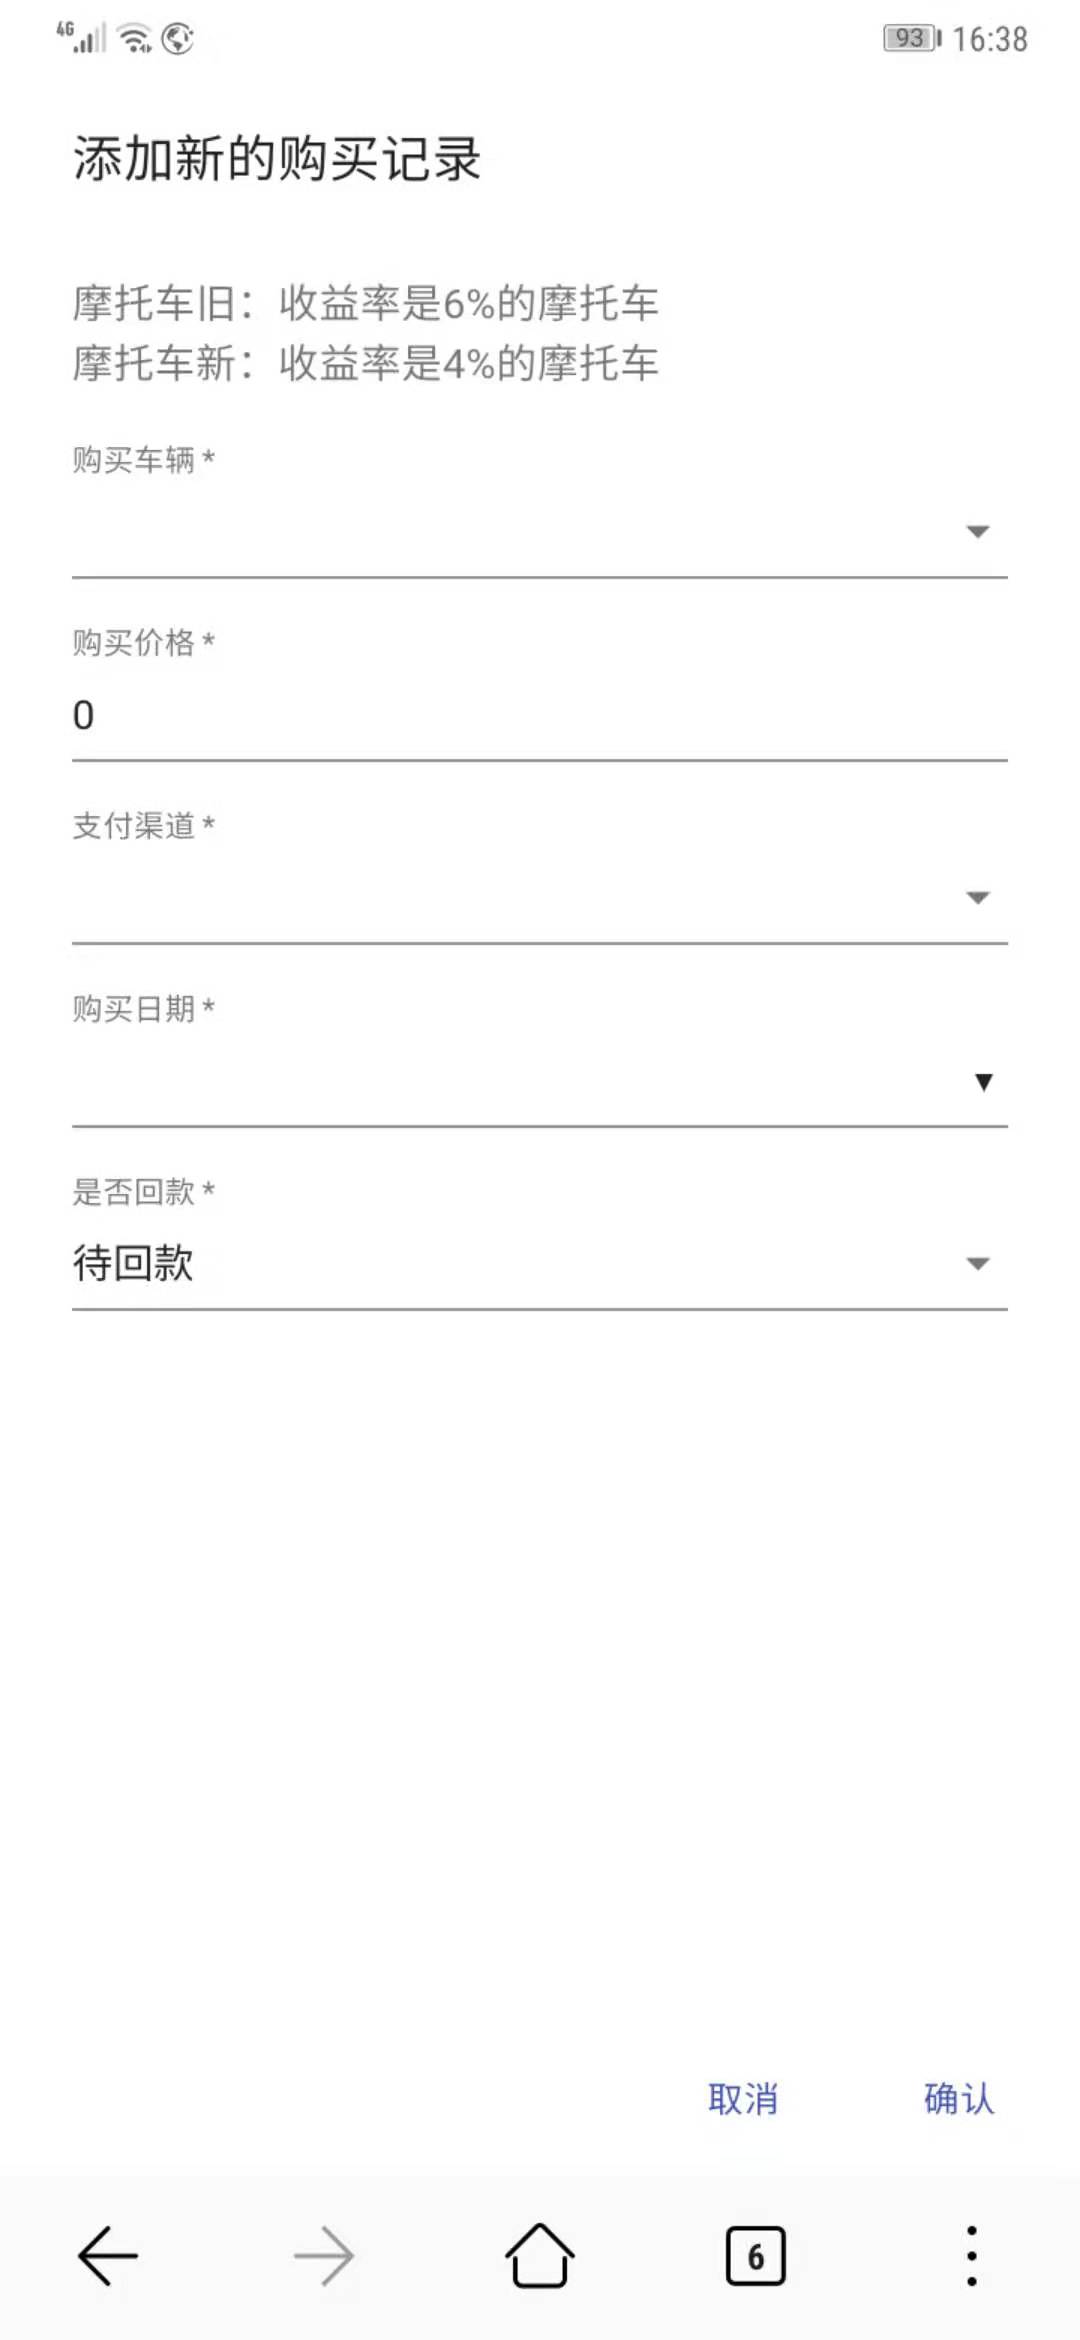 4G 93 16:38
添加新的购买记录
摩托车旧：收益率是6%的摩托车
摩托车新：收益率是4%的摩托车
购买车辆 *
购买价格 *
0
支付渠道 *
购买日期 *
是否回款 *
待回款
取消 确认
6